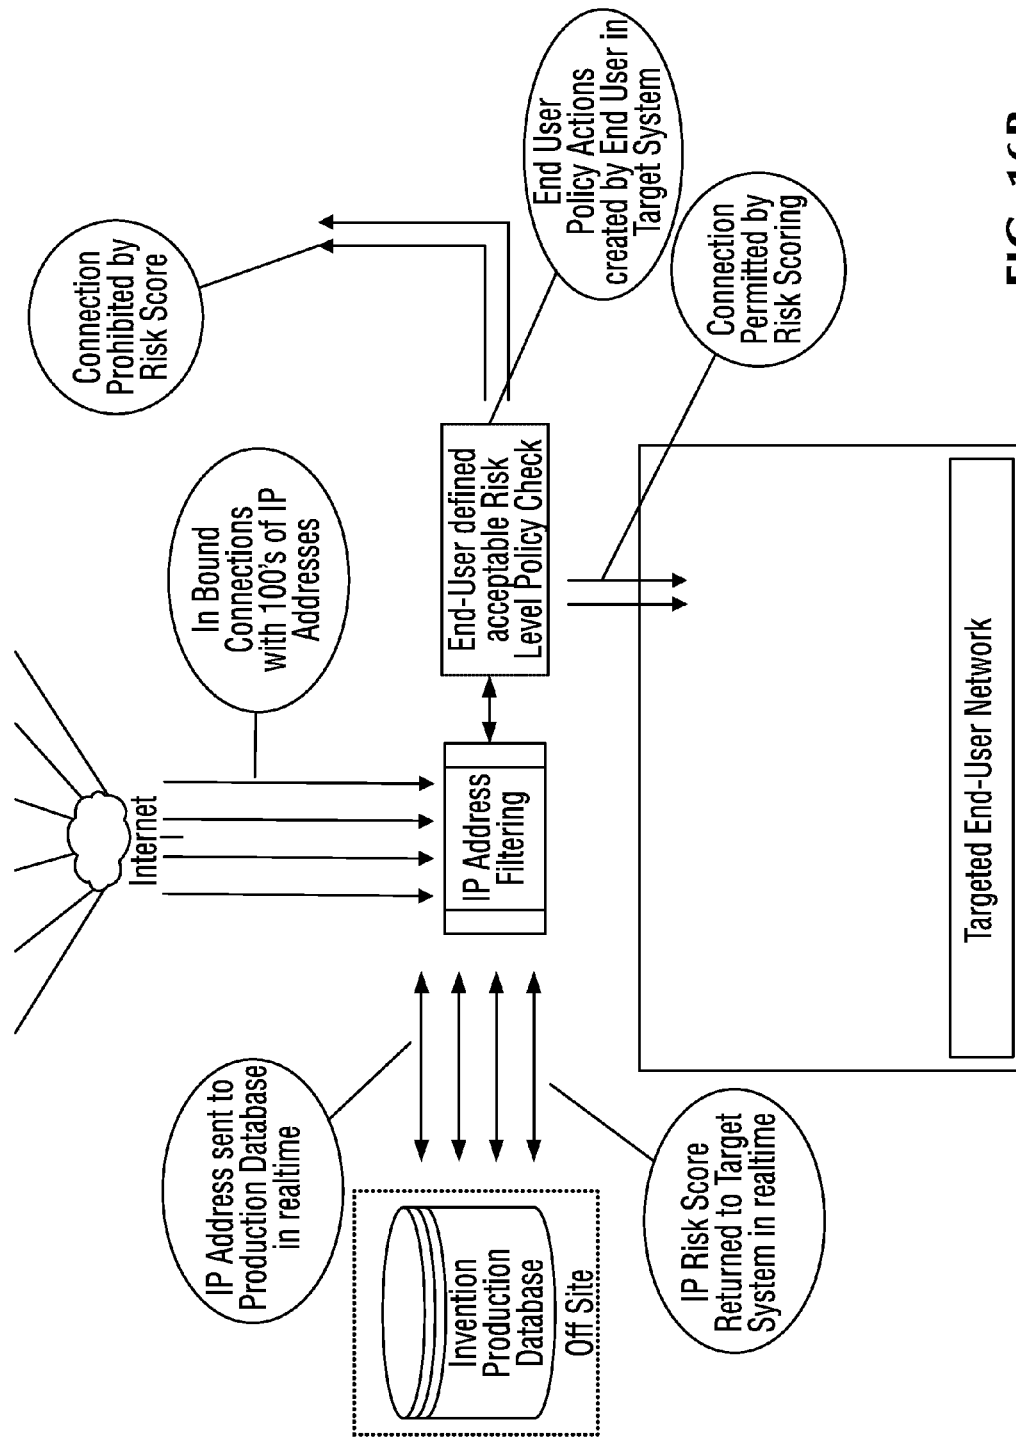 Connection
Prohibited by
Risk Score
Internet
IP Address sent to
Production Database
in realtime
In Bound
Connections
with 100's of IP
Addresses
Invention
Production
Database
Off Site
IP Address
Filtering
End-User defined
acceptable Risk
Level Policy Check
End User
Policy Actions
created by End User in
Target System
IP Risk Score
Returned to Target
System in realtime
Connection
Permitted by
Risk Scoring
Targeted End-User Network
FIG.